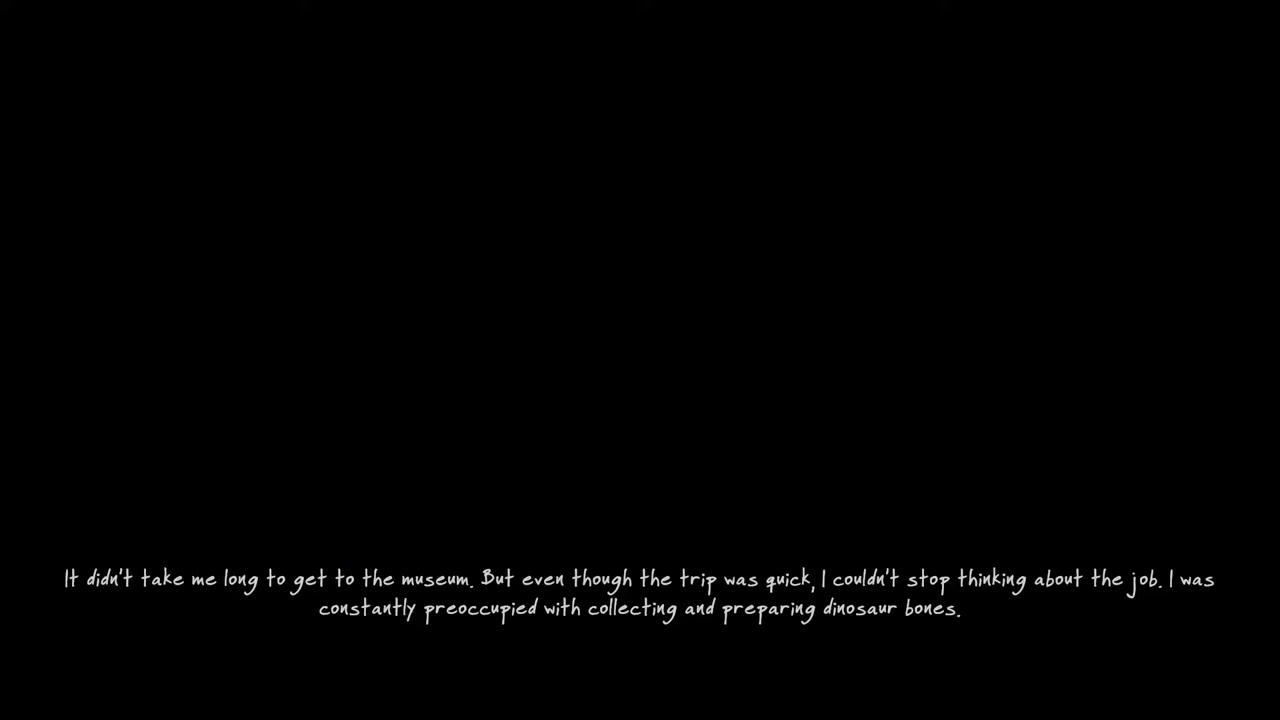 It didn't take me long to get to the museum. But even though the trip was quick, I couldn't stop thinking about the job. I was
constantly preoccupied with collecting and preparing dinosaur bones.